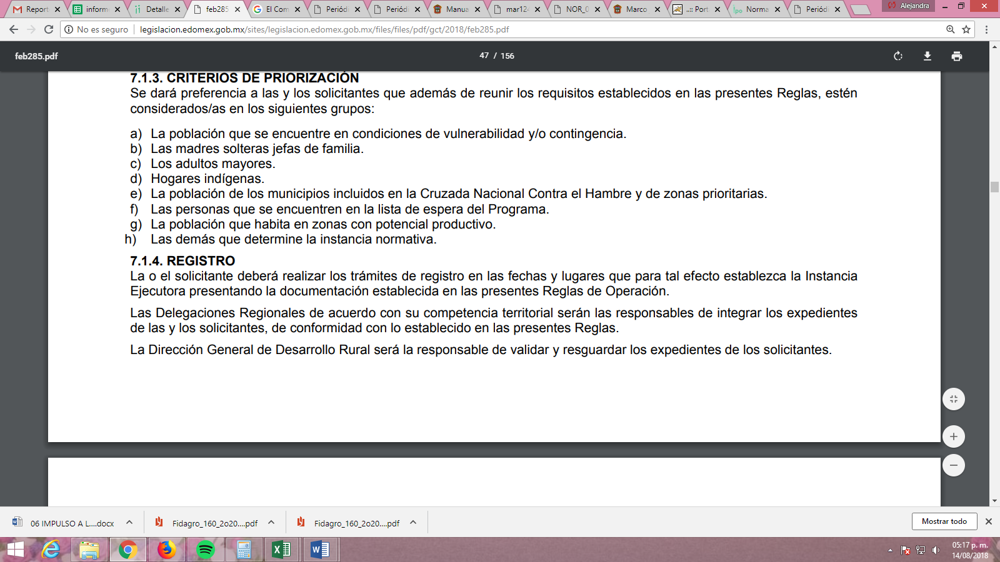 Report
inform
Detalle
feb285
El Com
Periódi
Periódi
Manua
mar124
NOR_0
Marco
..:: Port
Norma
Periódi
Alejandra
No es seguro
legislacion.edomex.gob.mx/sites/legislacion.edomex.gob.mx/files/files/pdf/gct/2018/feb285.pdf
feb285.pdf
47 / 156
7.1.3. CRITERIOS DE PRIORIZACIÓN
Se dará preferencia a las y los solicitantes que además de reunir los requisitos establecidos en las presentes Reglas, estén
considerados/as en los siguientes grupos:
a) La población que se encuentre en condiciones de vulnerabilidad y/o contingencia.
b) Las madres solteras jefas de familia.
c) Los adultos mayores.
d) Hogares indígenas.
e) La población de los municipios incluidos en la Cruzada Nacional Contra el Hambre y de zonas prioritarias.
f) Las personas que se encuentren en la lista de espera del Programa.
g) La población que habita en zonas con potencial productivo.
h) Las demás que determine la instancia normativa.
7.1.4. REGISTRO
La o el solicitante deberá realizar los trámites de registro en las fechas y lugares que para tal efecto establezca la Instancia
Ejecutora presentando la documentación establecida en las presentes Reglas de Operación.
Las Delegaciones Regionales de acuerdo con su competencia territorial serán las responsables de integrar los expedientes
de las y los solicitantes, de conformidad con lo establecido en las presentes Reglas.
La Dirección General de Desarrollo Rural será la responsable de validar y resguardar los expedientes de los solicitantes.
06 IMPULSO A L....docx
Fidagro_160_2o20....pdf
Fidagro_160_2o20....pdf
Mostrar todo
05:17 p. m.
14/08/2018